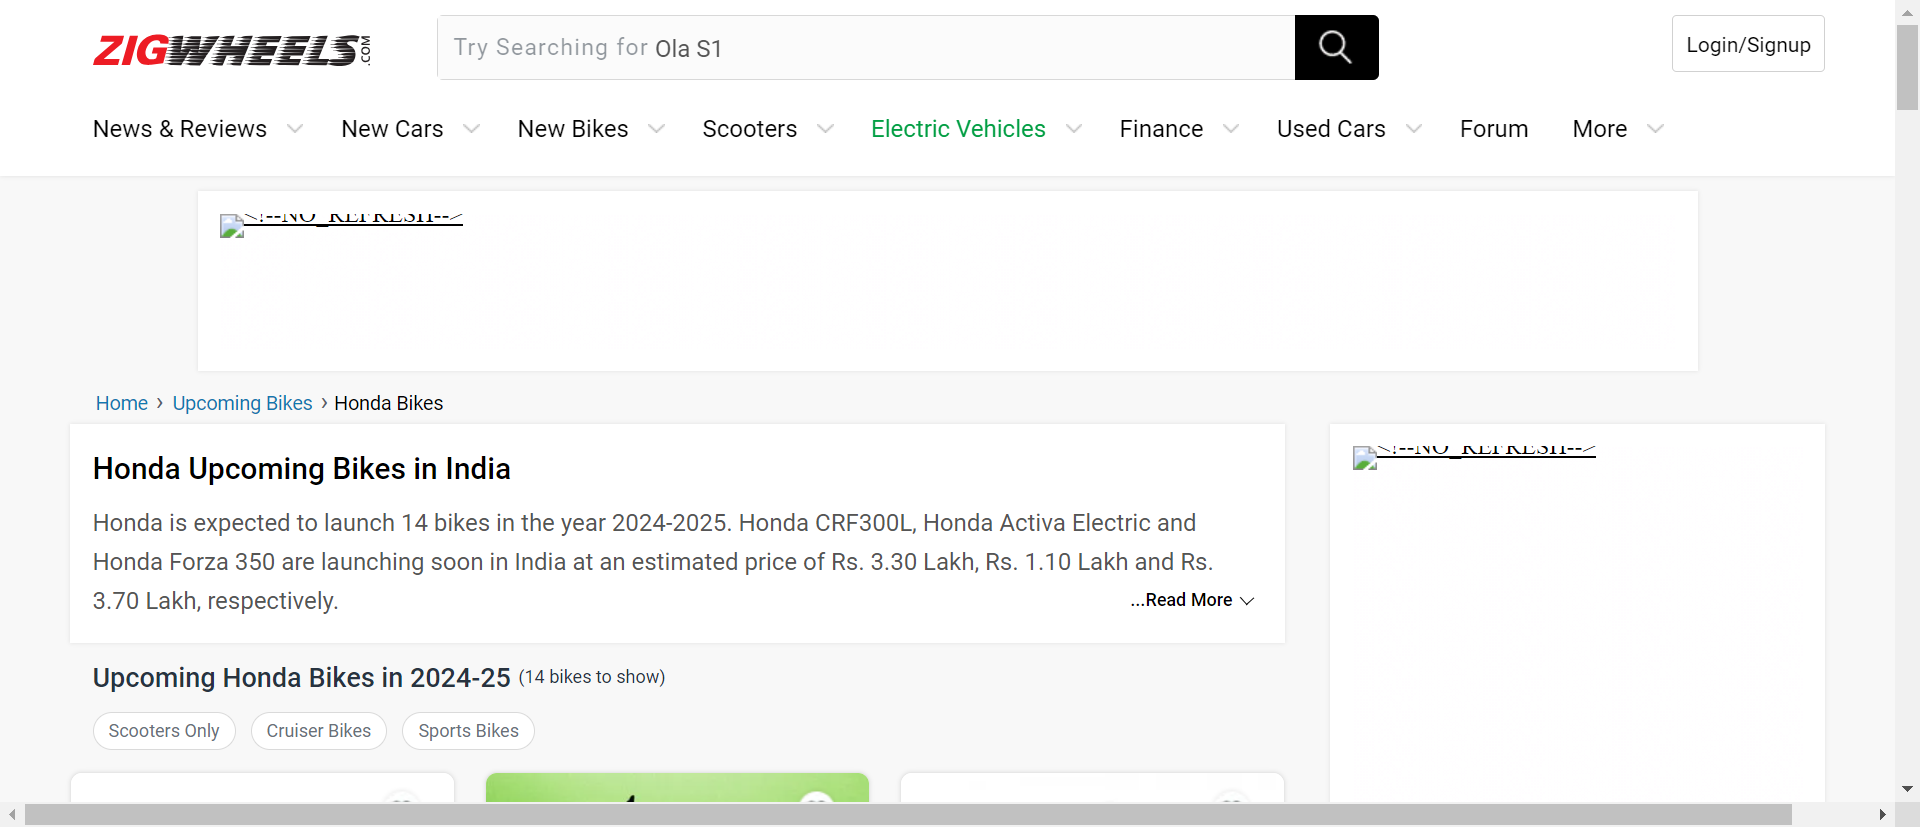 ZIGWHEELS.COM
Try Searching for Ola S1
Login/Signup
News & Reviews New Cars New Bikes Scooters Electric Vehicles Finance Used Cars Forum More
<!--NO_REFRESH-->
Home › Upcoming Bikes › Honda Bikes
Honda Upcoming Bikes in India
Honda is expected to launch 14 bikes in the year 2024-2025. Honda CRF300L, Honda Activa Electric and
Honda Forza 350 are launching soon in India at an estimated price of Rs. 3.30 Lakh, Rs. 1.10 Lakh and Rs.
3.70 Lakh, respectively.
...Read More
<!--NO_REFRESH-->
Upcoming Honda Bikes in 2024-25 (14 bikes to show)
Scooters Only Cruiser Bikes Sports Bikes